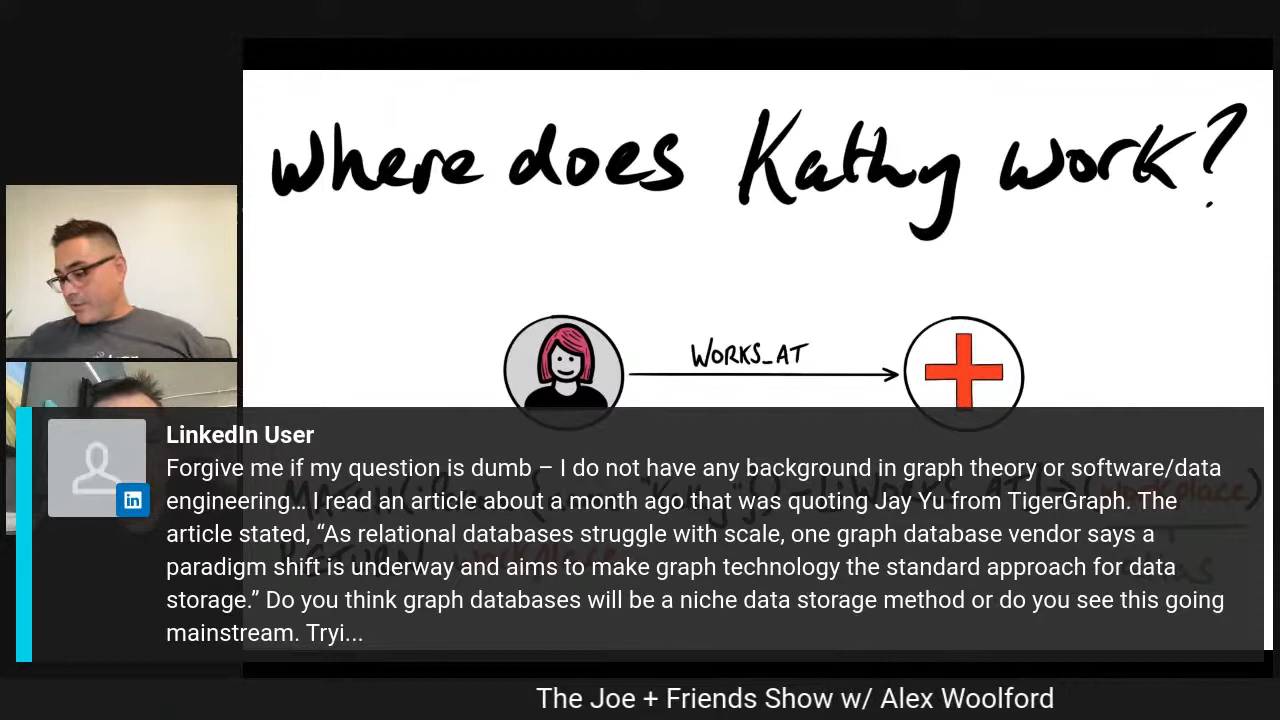 where does Kathy work?
WORKS_AT
LinkedIn User
Forgive me if my question is dumb – I do not have any background in graph theory or software/data
engineering... I read an article about a month ago that was quoting Jay Yu from TigerGraph. The
article stated, “As relational databases struggle with scale, one graph database vendor says a
paradigm shift is underway and aims to make graph technology the standard approach for data
storage.” Do you think graph databases will be a niche data storage method or do you see this going
mainstream. Tryi...
in
The Joe + Friends Show w/ Alex Woolford